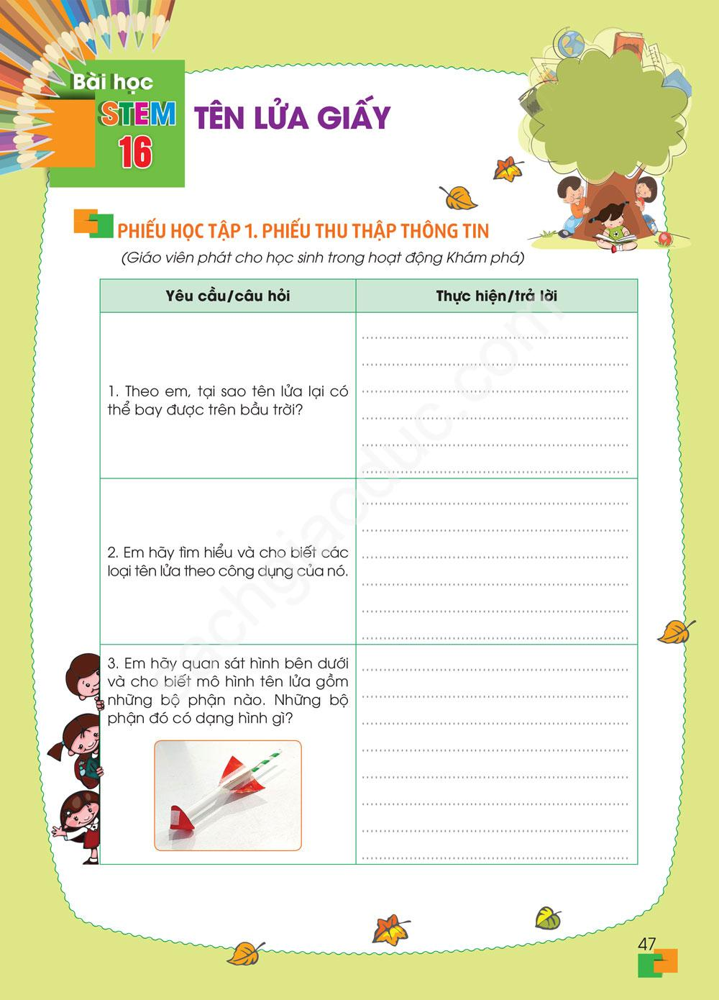 Bài học
STEM
16
TÊN LỬA GIẤY
PHIẾU HỌC TẬP 1. PHIẾU THU THẬP THÔNG TIN
(Giáo viên phát cho học sinh trong hoạt động Khám phá)
Yêu cầu/câu hỏi
Thực hiện/trả lời
1. Theo em, tại sao tên lửa lại có
thể bay được trên bầu trời?
2. Em hãy tìm hiểu và cho biết các
loại tên lửa theo công dụng của nó.
3. Em hãy quan sát hình bên dưới
và cho biết mô hình tên lửa gồm
những bộ phận nào. Những bộ
phận đó có dạng hình gì?
sachgiaoduc.com
47